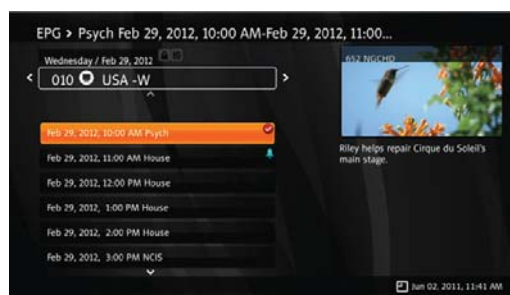 EPG > Psych Feb 29, 2012, 10:00 AM-Feb 29, 2012, 11:00...
Wednesday / Feb 29, 2012
< 010 USA -W >
Feb 29, 2012, 10:00 AM Psych
Feb 29, 2012, 11:00 AM House
Feb 29, 2012, 12:00 PM House
Feb 29, 2012, 1:00 PM House
Feb 29, 2012, 2:00 PM House
Feb 29, 2012, 3:00 PM NCIS
652 NGCHD
Riley helps repair Cirque du Soleil's
main stage.
Jun 02, 2011, 11:41 AM